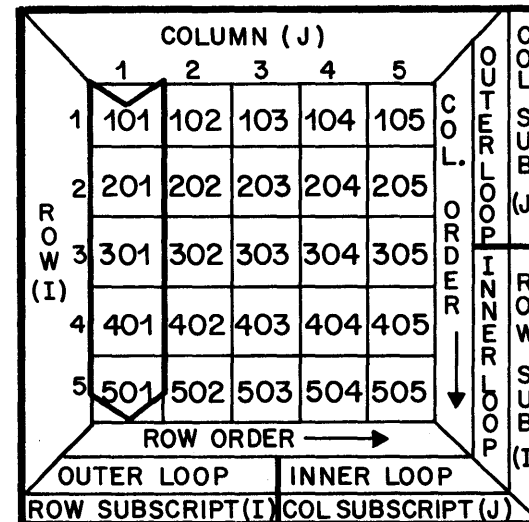 COLUMN (J)
1 2 3 4 5
1 101 102 103 104 105
2 201 202 203 204 205
3 301 302 303 304 305
4 401 402 403 404 405
5 501 502 503 504 505
ROW (I)
COL. ORDER
OUTER LOOP
INNER LOOP
COL SUB (J
ROW SUB (I
ROW ORDER
OUTER LOOP INNER LOOP
ROW SUBSCRIPT(I) COL SUBSCRIPT(J)